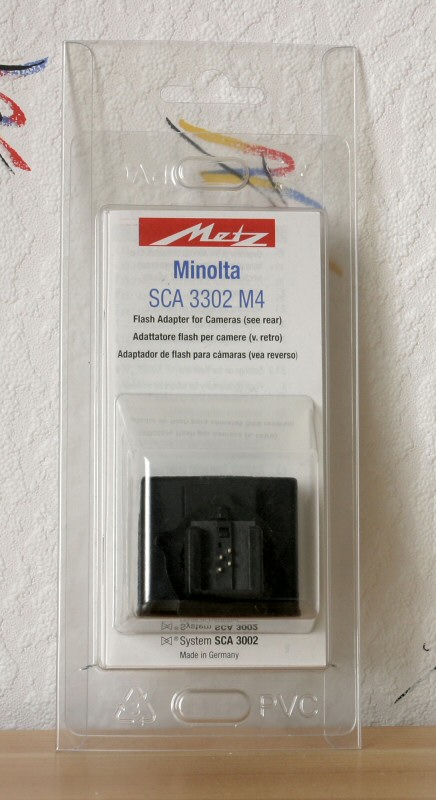 Metz
Minolta
SCA 3302 M4
Flash Adapter for Cameras (see rear)
Adattatore flash per camere (v. retro)
Adaptador de flash para cámaras (vea reverso)
® System SCA 3002
Made in Germany
PVC